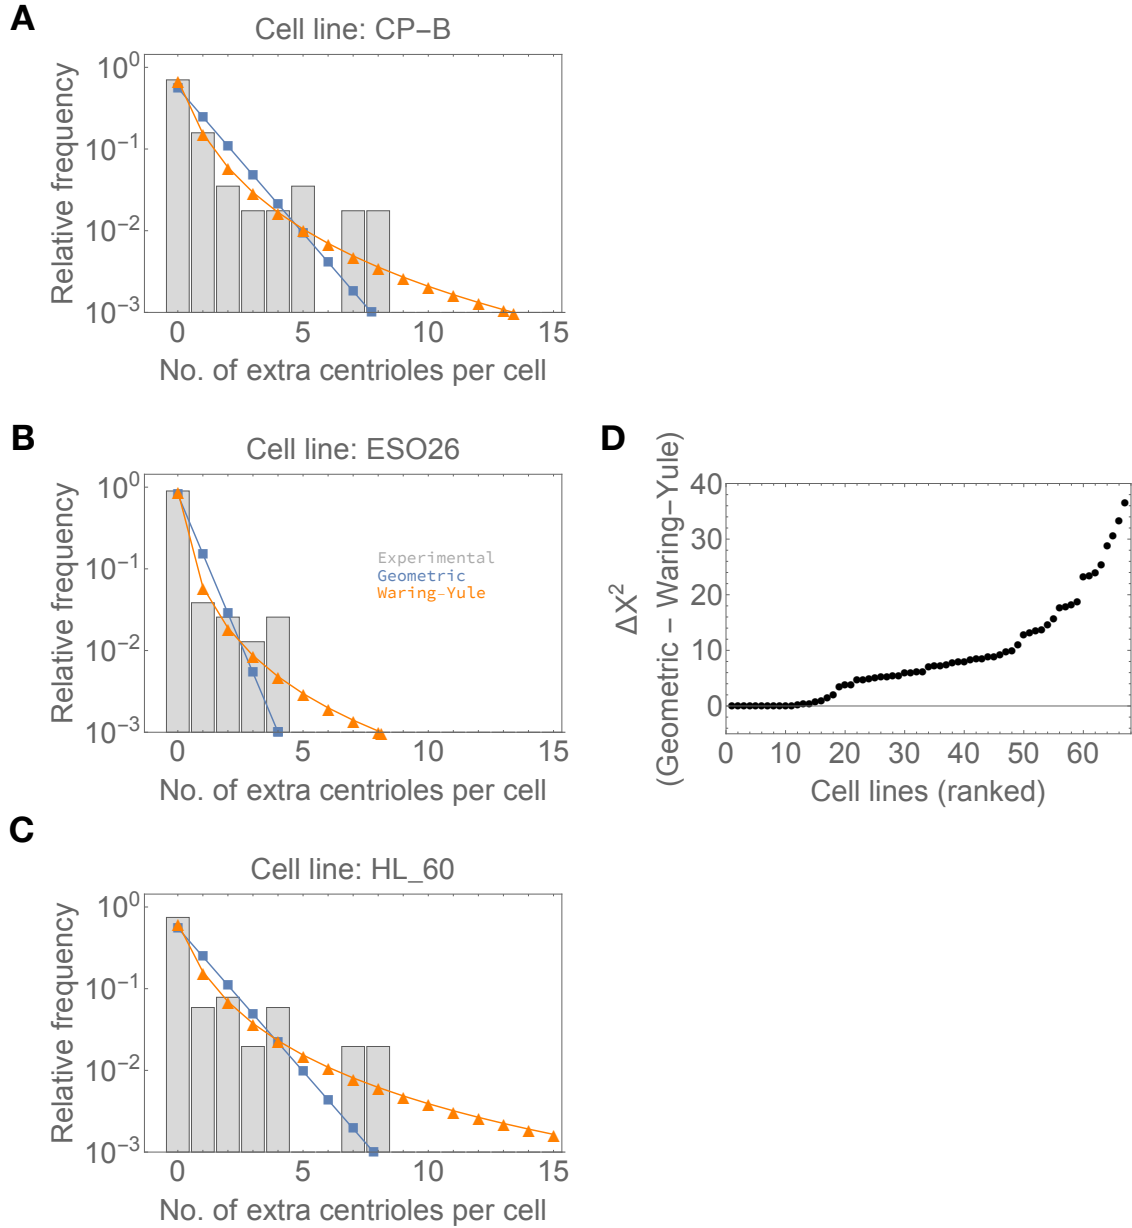 A
Cell line: CP−B
Relative frequency
10^0
10^−1
10^−2
10^−3
0 5 10 15
No. of extra centrioles per cell
B
Cell line: ESO26
Relative frequency
10^0
10^−1
10^−2
10^−3
Experimental
Geometric
Waring−Yule
0 5 10 15
No. of extra centrioles per cell
C
Cell line: HL_60
Relative frequency
10^0
10^−1
10^−2
10^−3
0 5 10 15
No. of extra centrioles per cell
D
ΔX²
(Geometric − Waring−Yule)
40
30
20
10
0
0 10 20 30 40 50 60
Cell lines (ranked)